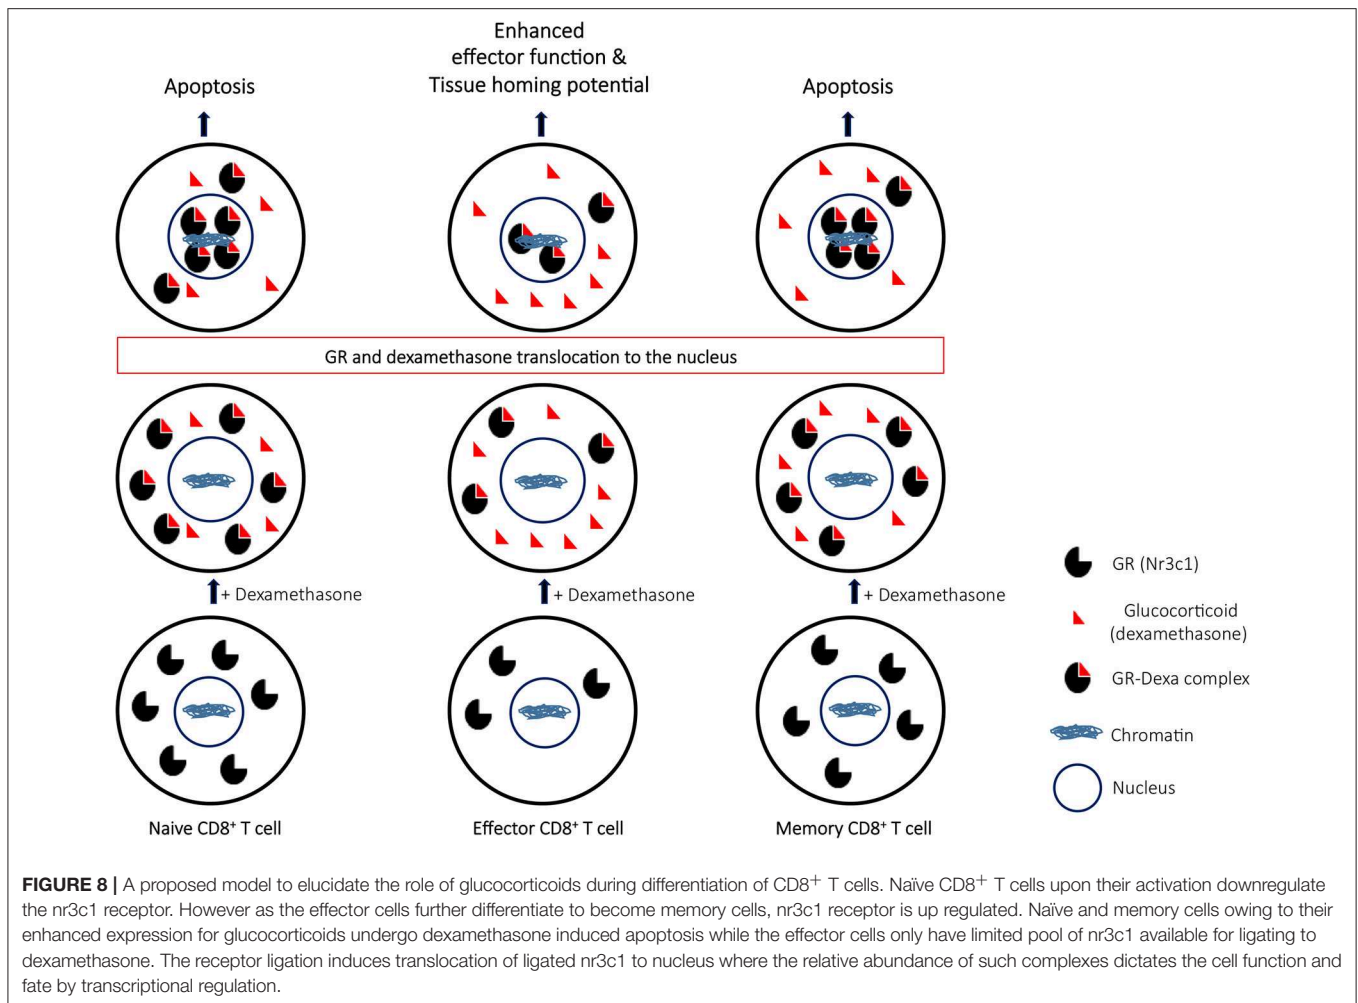 Enhanced
effector function &
Tissue homing potential
Apoptosis
Apoptosis
GR and dexamethasone translocation to the nucleus
+ Dexamethasone
+ Dexamethasone
+ Dexamethasone
GR (Nr3c1)
Glucocorticoid
(dexamethasone)
GR-Dexa complex
Chromatin
Nucleus
Naive CD8⁺ T cell
Effector CD8⁺ T cell
Memory CD8⁺ T cell
FIGURE 8 | A proposed model to elucidate the role of glucocorticoids during differentiation of CD8⁺ T cells. Naïve CD8⁺ T cells upon their activation downregulate
the nr3c1 receptor. However as the effector cells further differentiate to become memory cells, nr3c1 receptor is up regulated. Naïve and memory cells owing to their
enhanced expression for glucocorticoids undergo dexamethasone induced apoptosis while the effector cells only have limited pool of nr3c1 available for ligating to
dexamethasone. The receptor ligation induces translocation of ligated nr3c1 to nucleus where the relative abundance of such complexes dictates the cell function and
fate by transcriptional regulation.